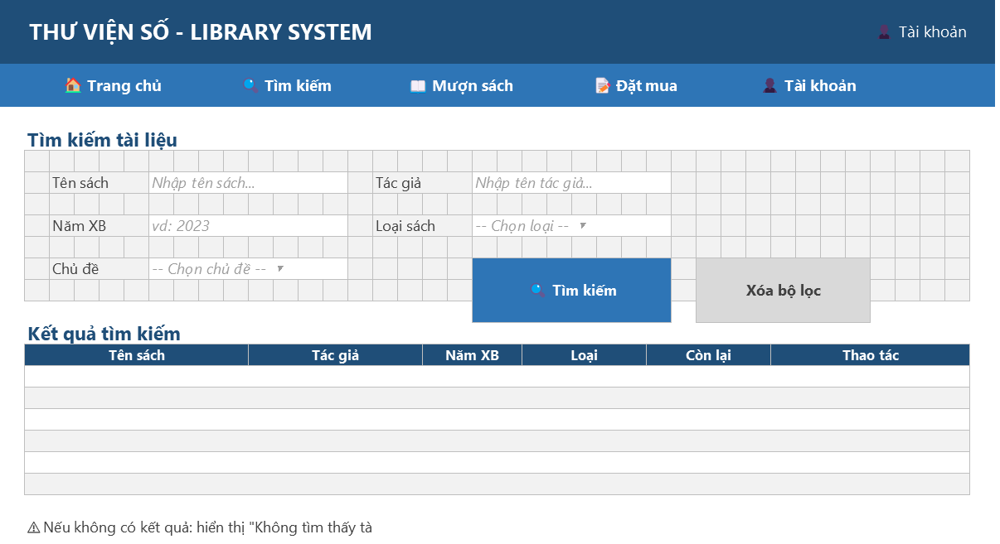 THƯ VIỆN SỐ - LIBRARY SYSTEM
Tài khoản
Trang chủ
Tìm kiếm
Mượn sách
Đặt mua
Tài khoản
Tìm kiếm tài liệu
Tên sách
Nhập tên sách...
Tác giả
Nhập tên tác giả...
Năm XB
vd: 2023
Loại sách
-- Chọn loại -- ▼
Chủ đề
-- Chọn chủ đề -- ▼
Tìm kiếm
Xóa bộ lọc
Kết quả tìm kiếm
Tên sách
Tác giả
Năm XB
Loại
Còn lại
Thao tác
⚠ Nếu không có kết quả: hiển thị "Không tìm thấy tà